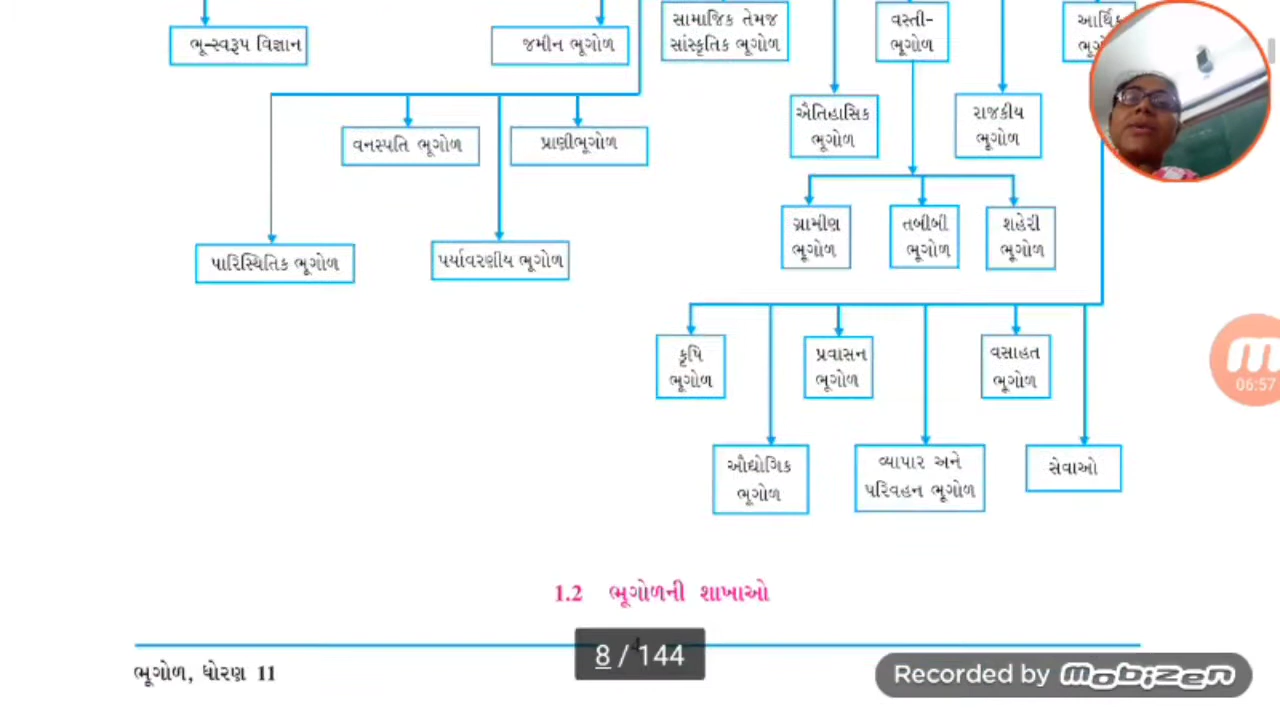 સામાજિક તેમજ
સાંસ્કૃતિક ભૂગોળ
વસ્તી-
ભૂગોળ
આર્થિક
ભૂ-સ્વરૂપ વિજ્ઞાન
જમીન ભૂગોળ
ઐતિહાસિક
ભૂગોળ
રાજકીય
ભૂગોળ
વનસ્પતિ ભૂગોળ
પ્રાણીભૂગોળ
ગ્રામીણ
ભૂગોળ
તબીબી
ભૂગોળ
શહેરી
ભૂગોળ
પારિસ્થિતિક ભૂગોળ
પર્યાવરણીય ભૂગોળ
કૃષિ
ભૂગોળ
પ્રવાસન
ભૂગોળ
વસાહત
ભૂગોળ
06:57
ઔદ્યોગિક
ભૂગોળ
વ્યાપાર અને
પરિવહન ભૂગોળ
સેવાઓ
1.2 ભૂગોળની શાખાઓ
8 / 144
ભૂગોળ, ધોરણ 11
Recorded by Mobizen